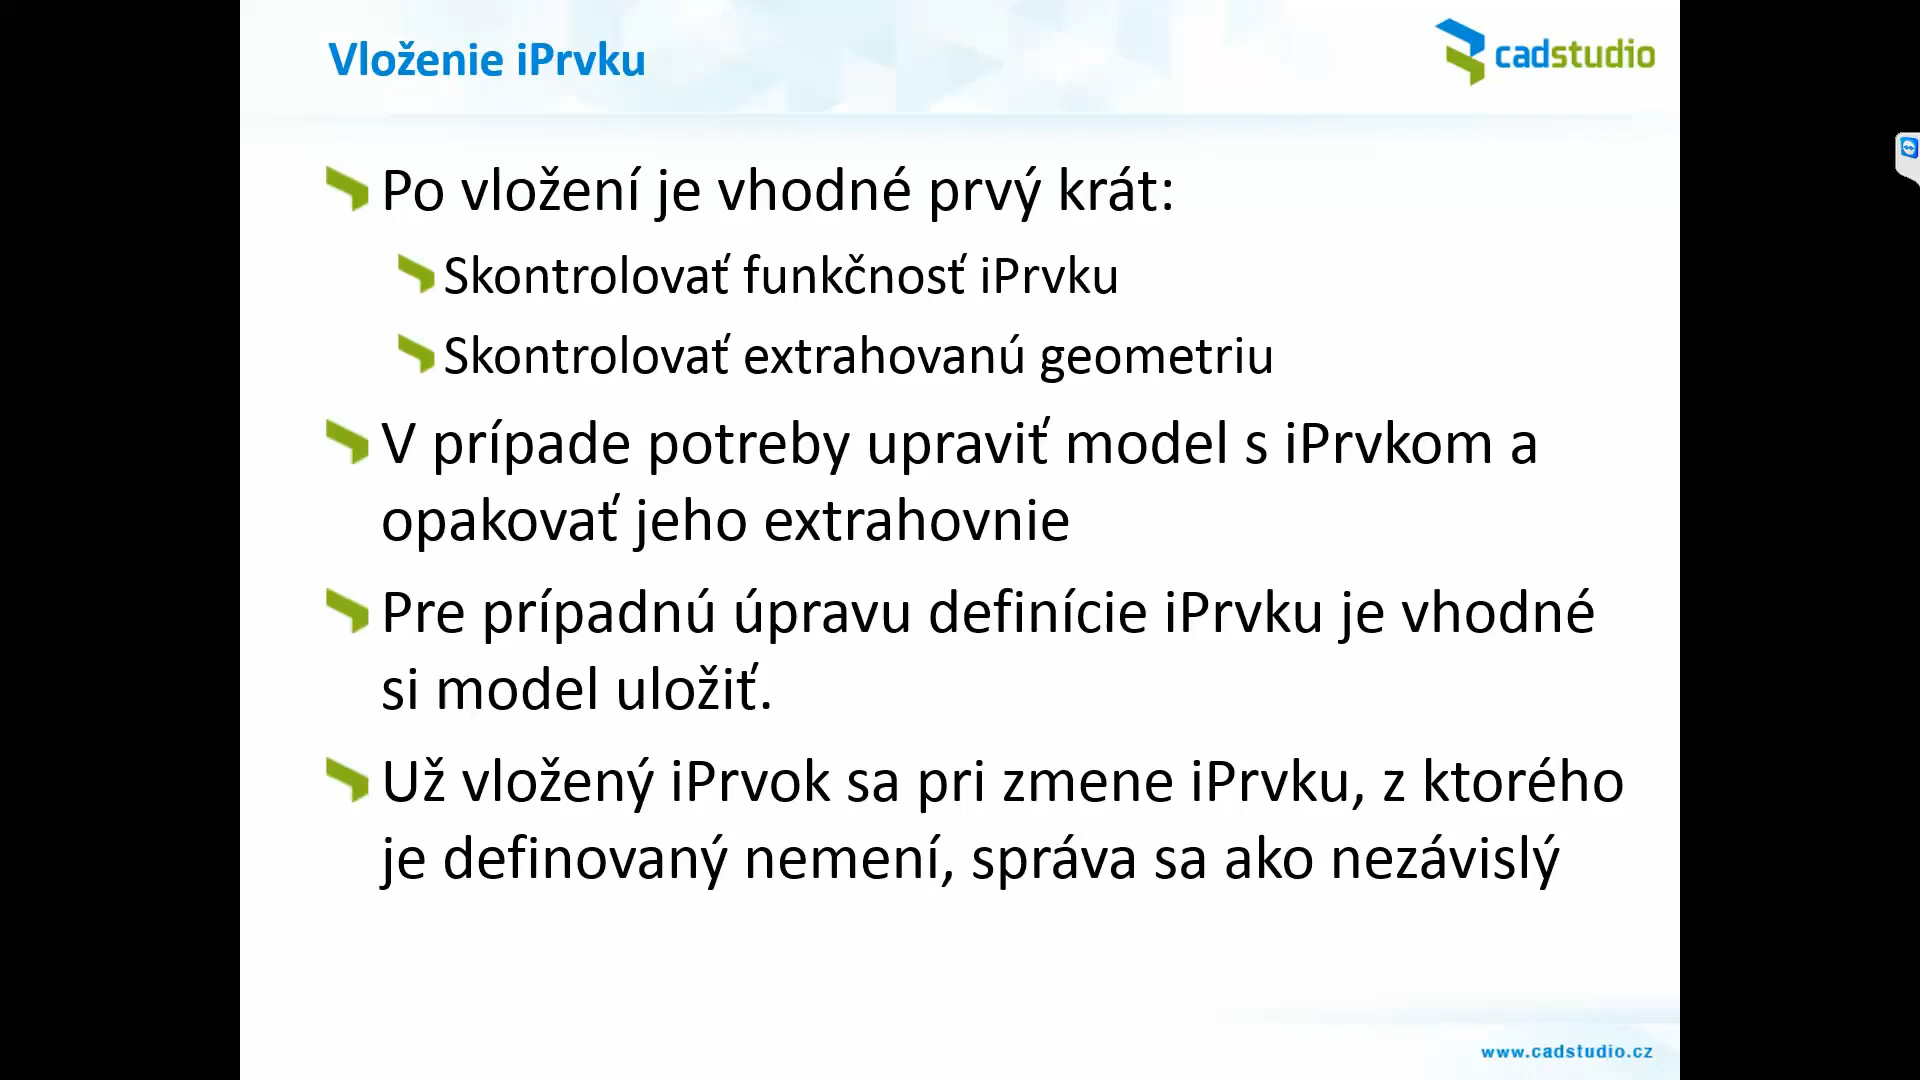 Vloženie iPrvku
cadstudio
Po vložení je vhodné prvý krát:
Skontrolovať funkčnosť iPrvku
Skontrolovať extrahovanú geometriu
V prípade potreby upraviť model s iPrvkom a
opakovať jeho extrahovnie
Pre prípadnú úpravu definície iPrvku je vhodné
si model uložiť.
Už vložený iPrvok sa pri zmene iPrvku, z ktorého
je definovaný nemení, správa sa ako nezávislý
www.cadstudio.cz